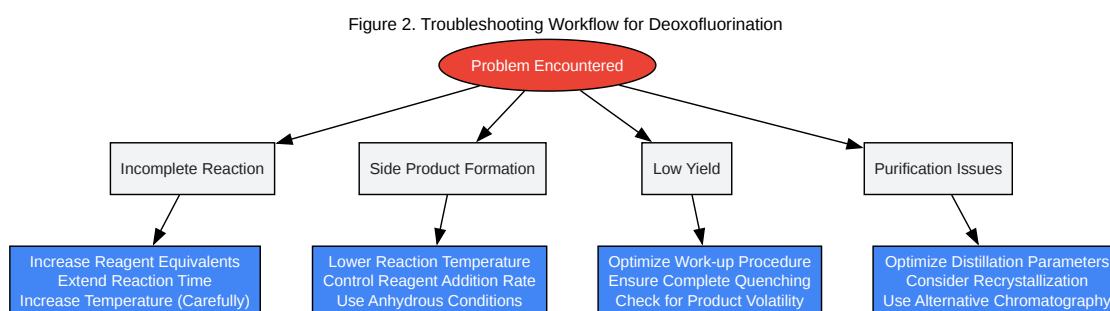 Figure 2. Troubleshooting Workflow for Deoxofluorination
Problem Encountered
Incomplete Reaction
Side Product Formation
Low Yield
Purification Issues
Increase Reagent Equivalents
Extend Reaction Time
Increase Temperature (Carefully)
Lower Reaction Temperature
Control Reagent Addition Rate
Use Anhydrous Conditions
Optimize Work-up Procedure
Ensure Complete Quenching
Check for Product Volatility
Optimize Distillation Parameters
Consider Recrystallization
Use Alternative Chromatography